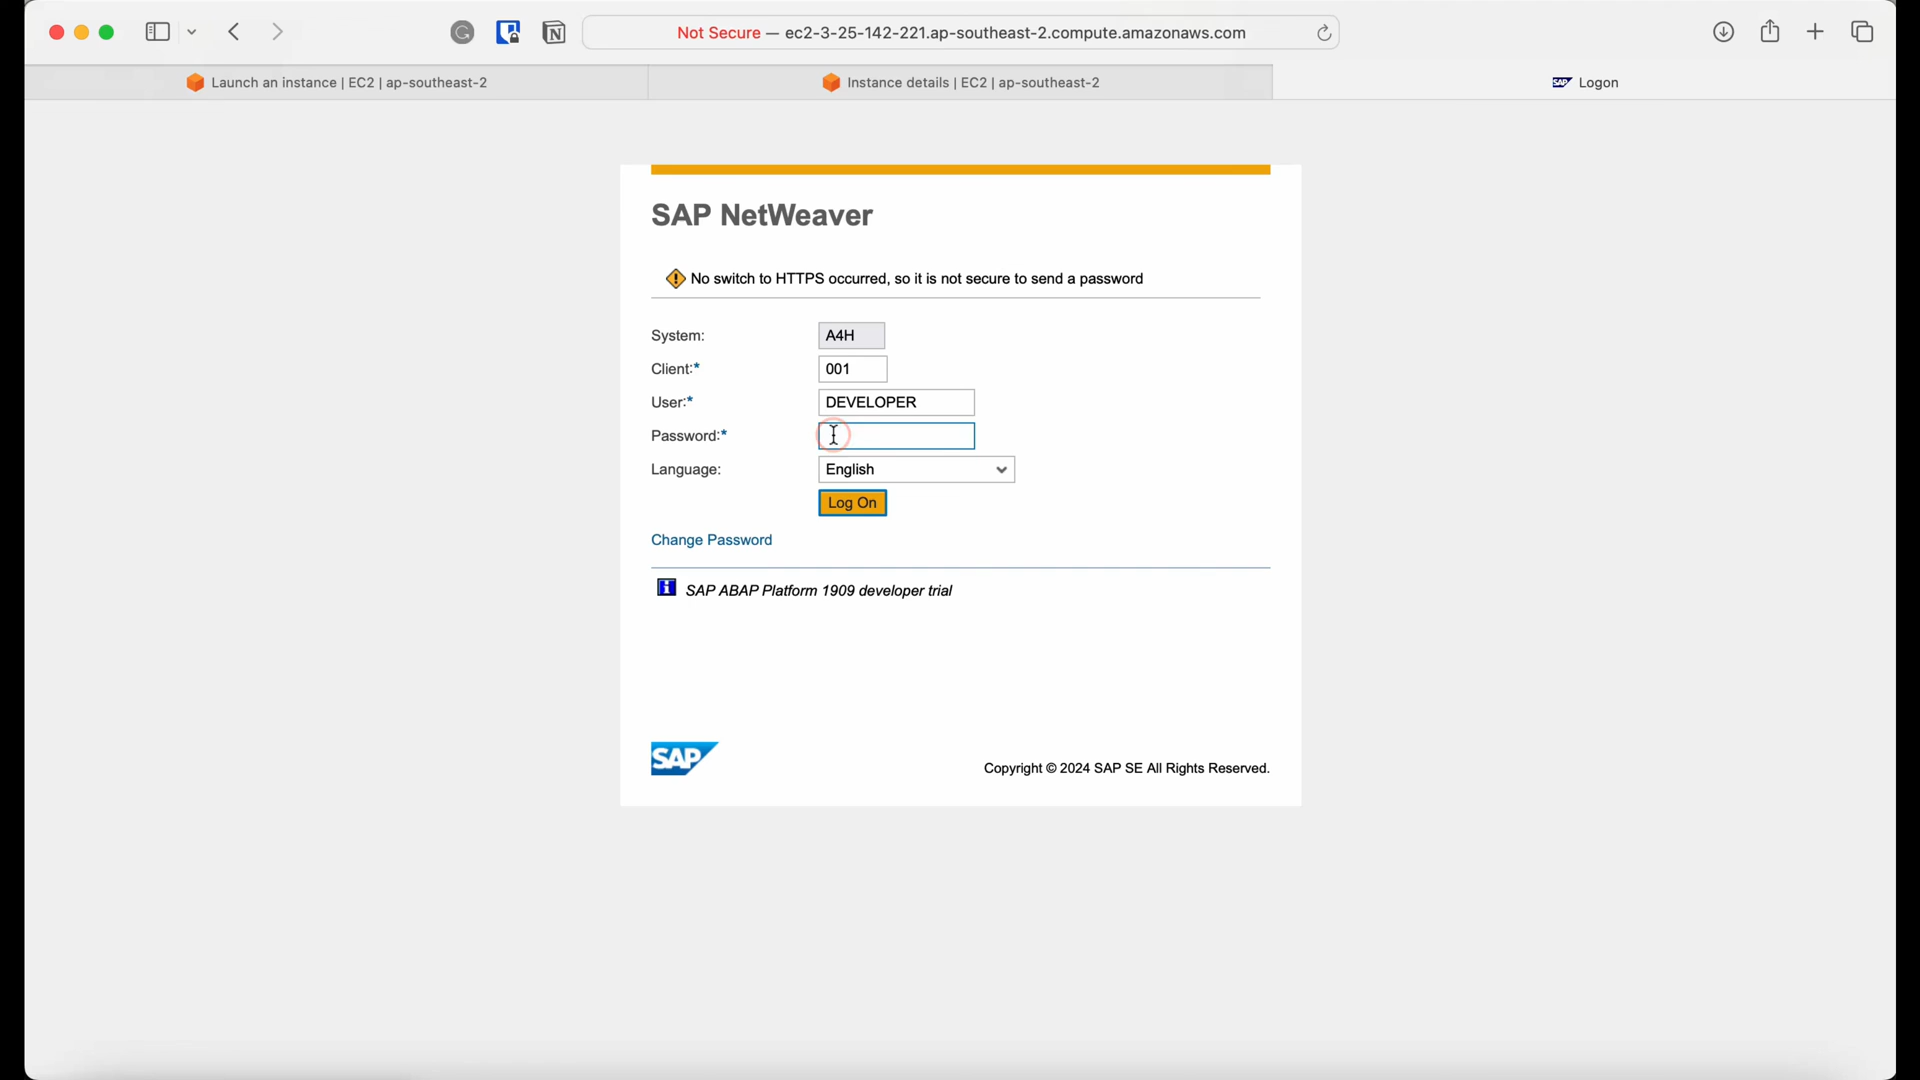 Not Secure — ec2-3-25-142-221.ap-southeast-2.compute.amazonaws.com
Launch an instance | EC2 | ap-southeast-2
Instance details | EC2 | ap-southeast-2
SAP Logon
SAP NetWeaver
No switch to HTTPS occurred, so it is not secure to send a password
System: A4H
Client:* 001
User:* DEVELOPER
Password:*
Language: English
Log On
Change Password
SAP ABAP Platform 1909 developer trial
SAP
Copyright © 2024 SAP SE All Rights Reserved.